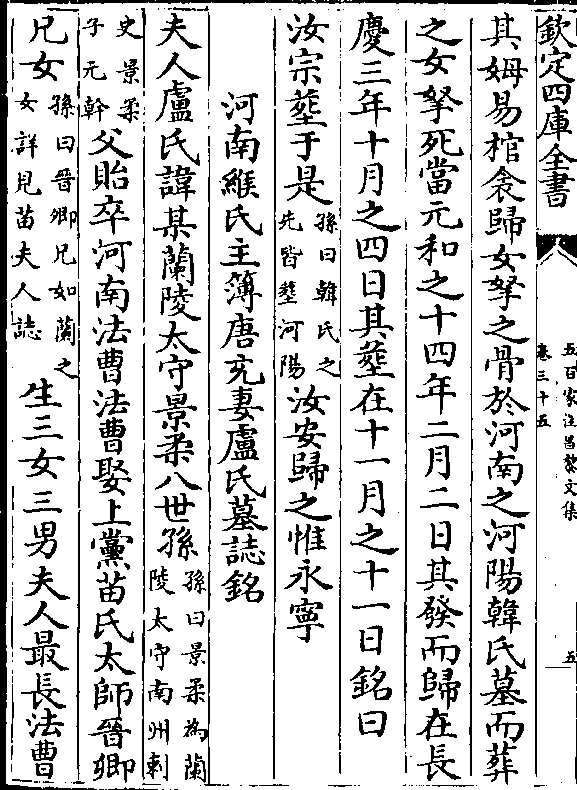 欽定四庫全書
五百家注昌黎文集
卷三十五
五
其姆易棺衾歸女挐之骨於河南之河陽韓氏墓而葬
之女挐死當元和之十四年二月二日其發而歸在長
慶三年十月之四日其葬在十一月之十一日銘曰
汝宗塟于是孫曰韓氏之先皆塟河陽汝安歸之惟永寧
河南緱氏主簿唐充妻盧氏墓誌銘
夫人盧氏諱某蘭陵太守景柔八世孫孫曰景柔為蘭陵太守南州刺
史景柔子元幹父貽卒河南法曹法曹娶上黨苗氏太師晉卿
兄女孫曰晉卿兄如蘭之女詳見苗夫人誌生三女三男夫人最長法曹